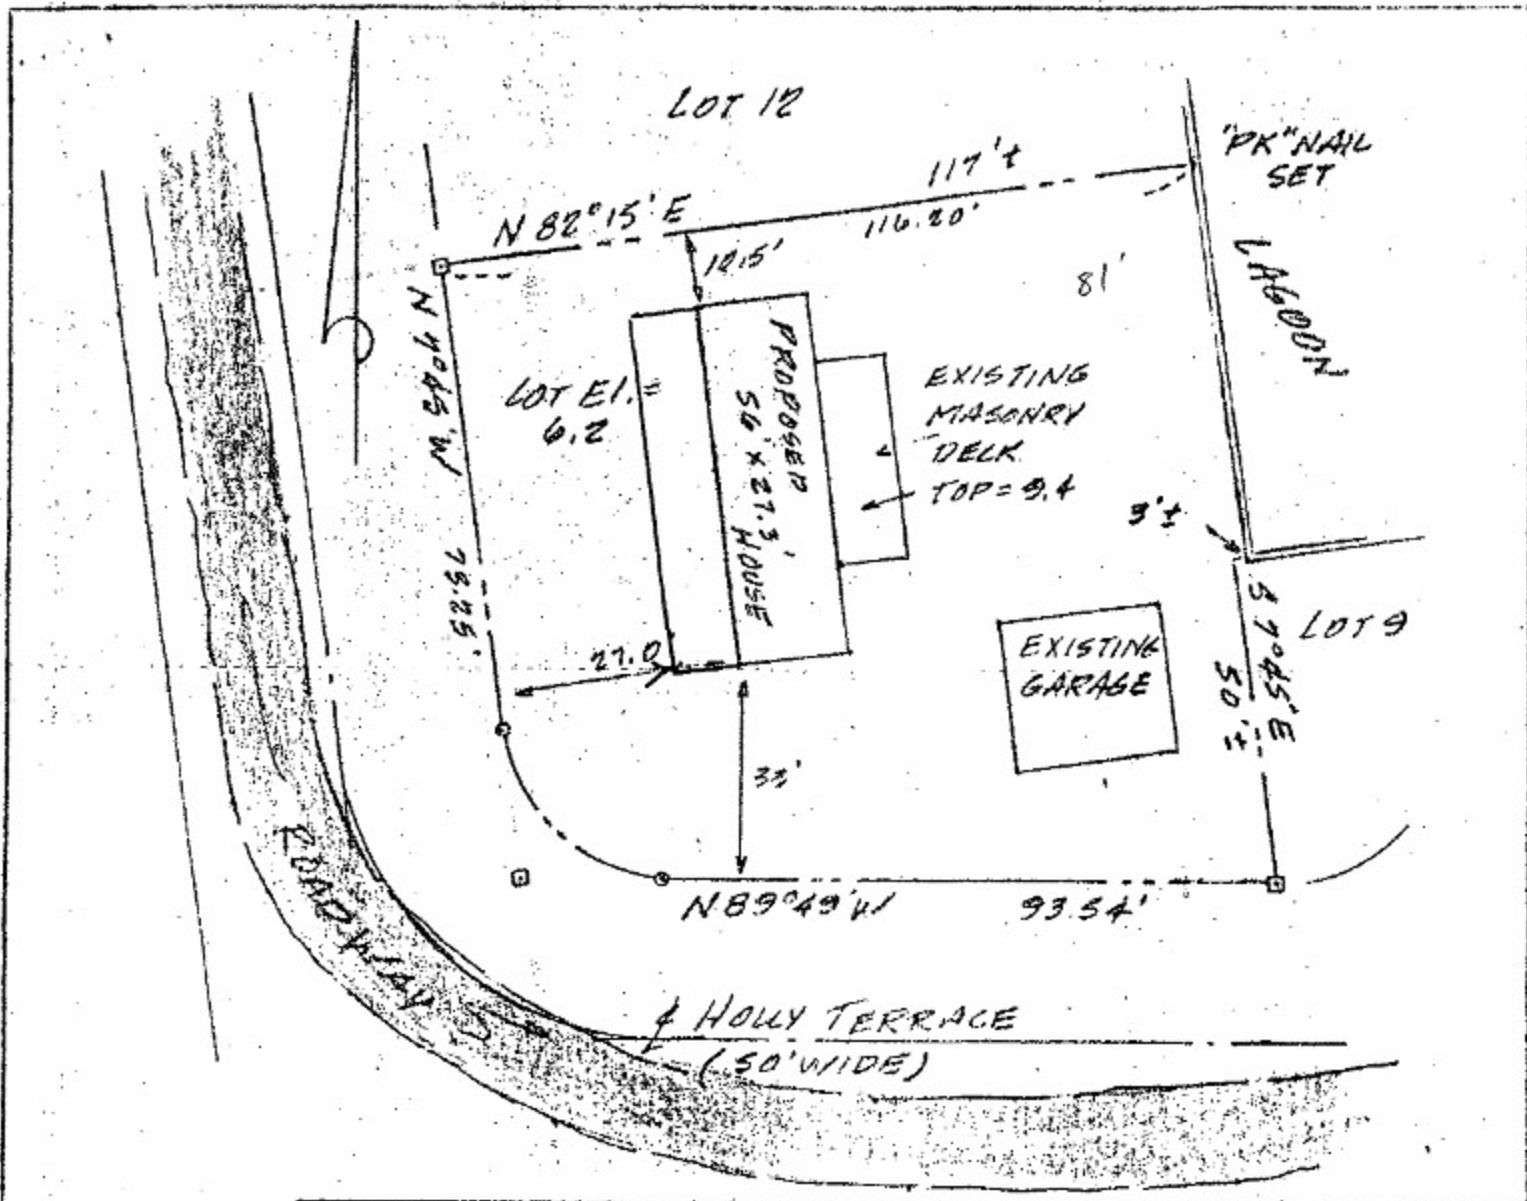 LOT 12
"PK" NAIL
SET
117'±
N 82°15' E
116.20'
10.5'
81'
LAGOON
N 7°45' W
75.25'
LOT El. =
6.2
PROPOSED
56' x 27.3'
HOUSE
EXISTING
MASONRY
DECK
TOP = 9.4
3'±
S 7°45' E
50'±
LOT 9
27.0
EXISTING
GARAGE
33'
N 89°49' W
93.54'
ROADWAY
℄ HOLLY TERRACE
(50' WIDE)